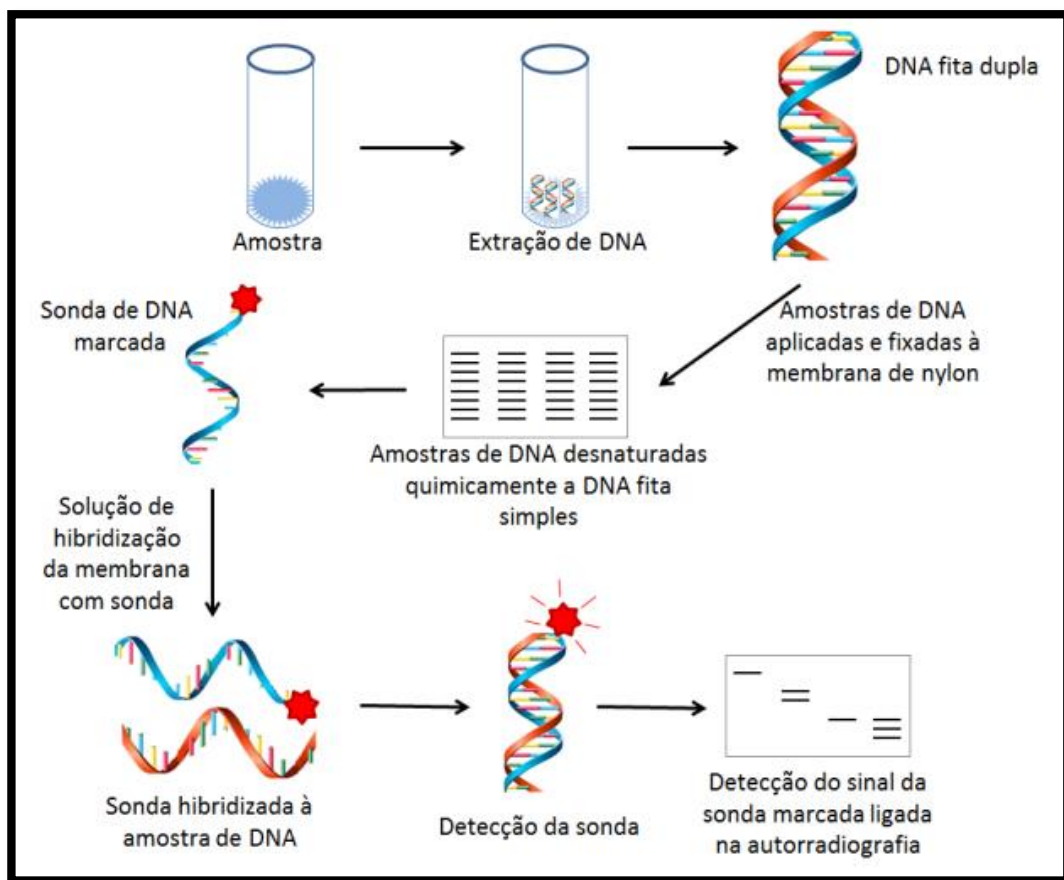 Amostra
Extração de DNA
DNA fita dupla
Amostras de DNA
aplicadas e fixadas à
membrana de nylon
Amostras de DNA desnaturadas
quimicamente a DNA fita
simples
Sonda de DNA
marcada
Solução de
hibridização
da membrana
com sonda
Sonda hibridizada à
amostra de DNA
Detecção da sonda
Detecção do sinal da
sonda marcada ligada
na autorradiografia